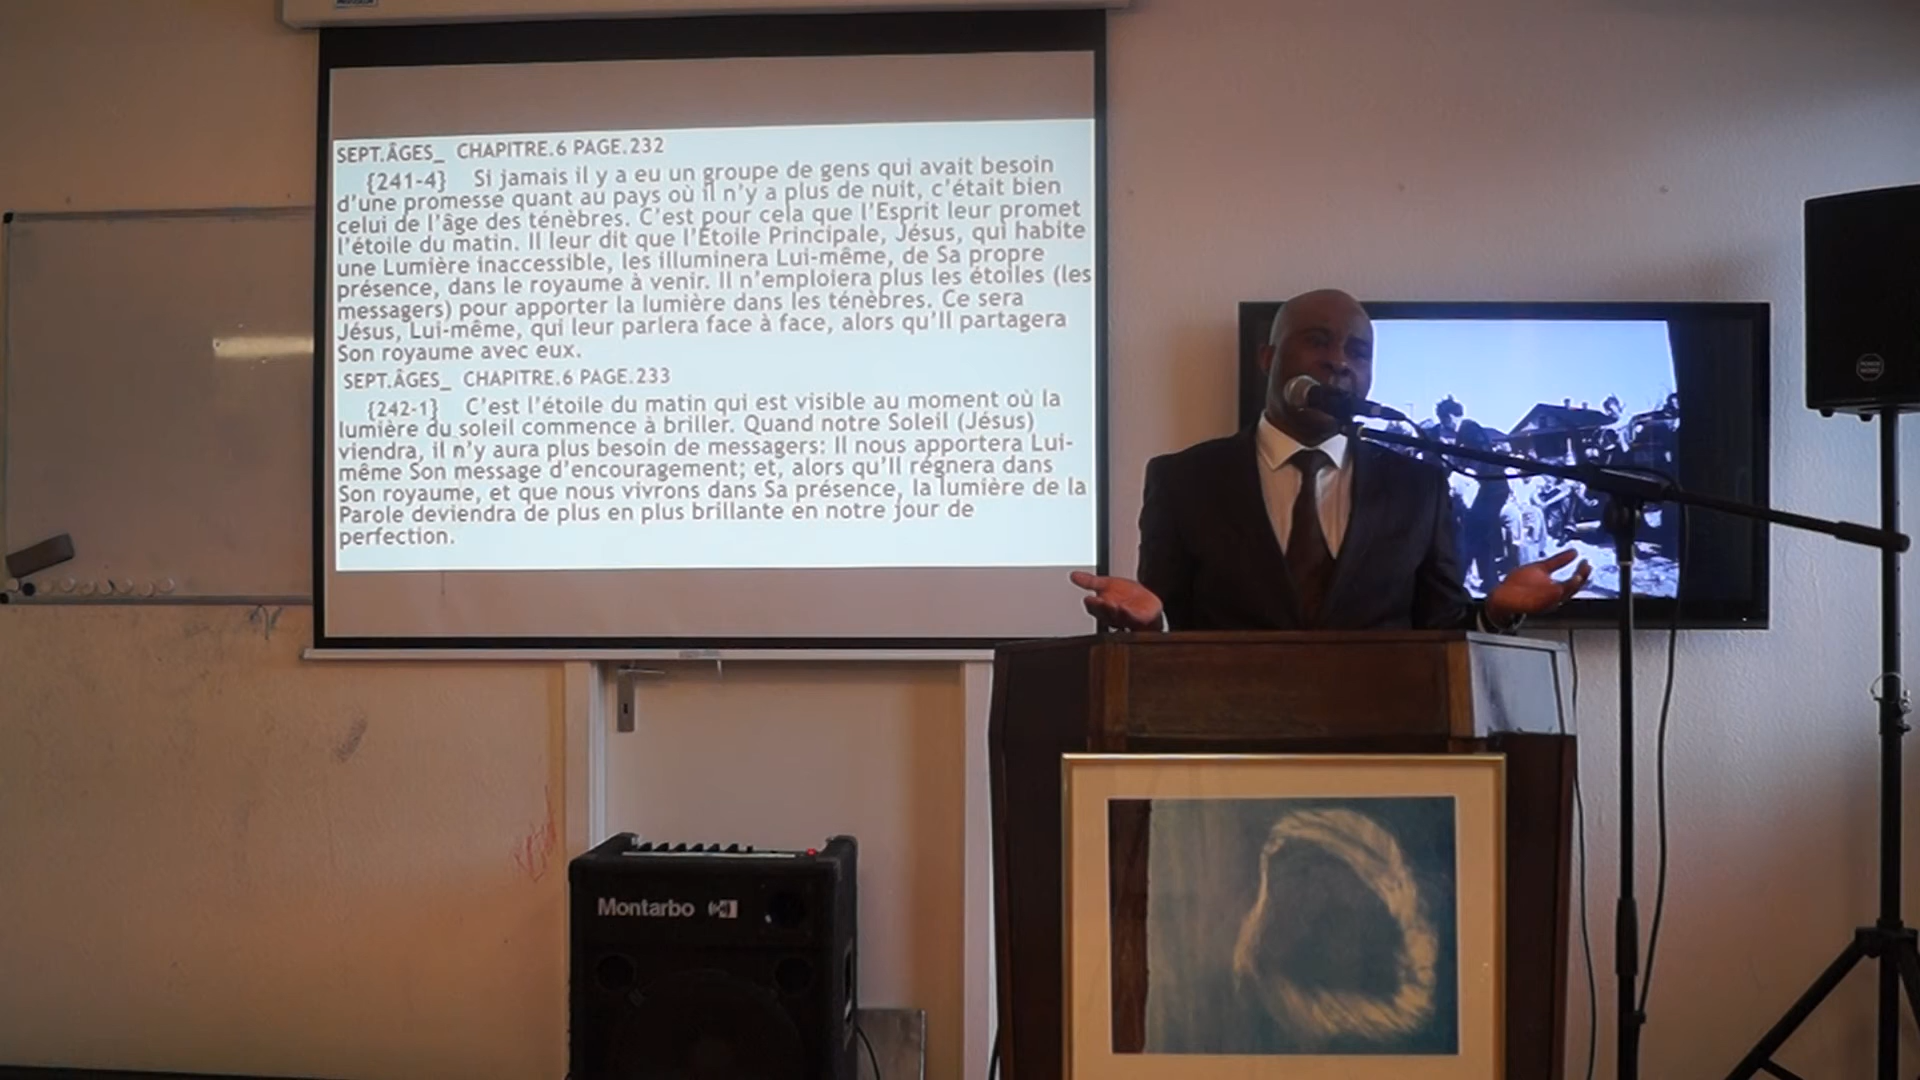 SEPT.ÂGES_ CHAPITRE.6 PAGE.232
{241-4} Si jamais il y a eu un groupe de gens qui avait besoin
d'une promesse quant au pays où il n'y a plus de nuit, c'était bien
celui de l'âge des ténèbres. C'est pour cela que l'Esprit leur promet
l'étoile du matin. Il leur dit que l'Étoile Principale, Jésus, qui habite
une Lumière inaccessible, les illuminera Lui-même, de Sa propre
présence, dans le royaume à venir. Il n'emploiera plus les étoiles (les
messagers) pour apporter la lumière dans les ténèbres. Ce sera
Jésus, Lui-même, qui leur parlera face à face, alors qu'Il partagera
Son royaume avec eux.
SEPT.ÂGES_ CHAPITRE.6 PAGE.233
{242-1} C'est l'étoile du matin qui est visible au moment où la
lumière du soleil commence à briller. Quand notre Soleil (Jésus)
viendra, il n'y aura plus besoin de messagers: Il nous apportera Lui-
même Son message d'encouragement; et, alors qu'Il régnera dans
Son royaume, et que nous vivrons dans Sa présence, la lumière de la
Parole deviendra de plus en plus brillante en notre jour de
perfection.
Montarbo